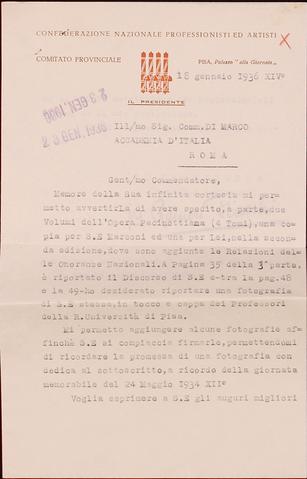 CONFEDERAZIONE NAZIONALE PROFESSIONISTI ED ARTISTI
COMITATO PROVINCIALE
PISA, Palazzo "alla Giornata"
IL PRESIDENTE
18 gennaio 1936 XIV°
23 GEN. 1936
23 GEN. 1936
Ill/mo Sig. Comm. DI MARCO
ACCADEMIA D'ITALIA
ROMA
Gent/mo Commendatore,
Memore della Sua infinita cortesia mi per-
metto avvertirla di avere spedito, a parte, due
Volumi dell'Opera Pacinottiana (4 Tomi), una co-
pia per S.E Marconi ed una per Lei, nella secon-
da edizione, dove sono aggiunte le Relazioni del-
le Onoranze Nazionali. A Pagina 35 della 3ª parte,
è riportato il Discorso di S.E e tra la pag. 48
e la 49 ho desiderato riportare una fotografia
di S.E stessa, in tocco e cappa dei Professori
della R. Università di Pisa.
Mi permetto aggiungere alcune fotografie af-
finchè S.E si compiaccia firmarle, permettendomi
di ricordare la promessa di una fotografia con
dedica al sottoscritto, a ricordo della giornata
memorabile del 24 Maggio 1934 XII°
Voglia esprimere a S.E gli auguri migliori